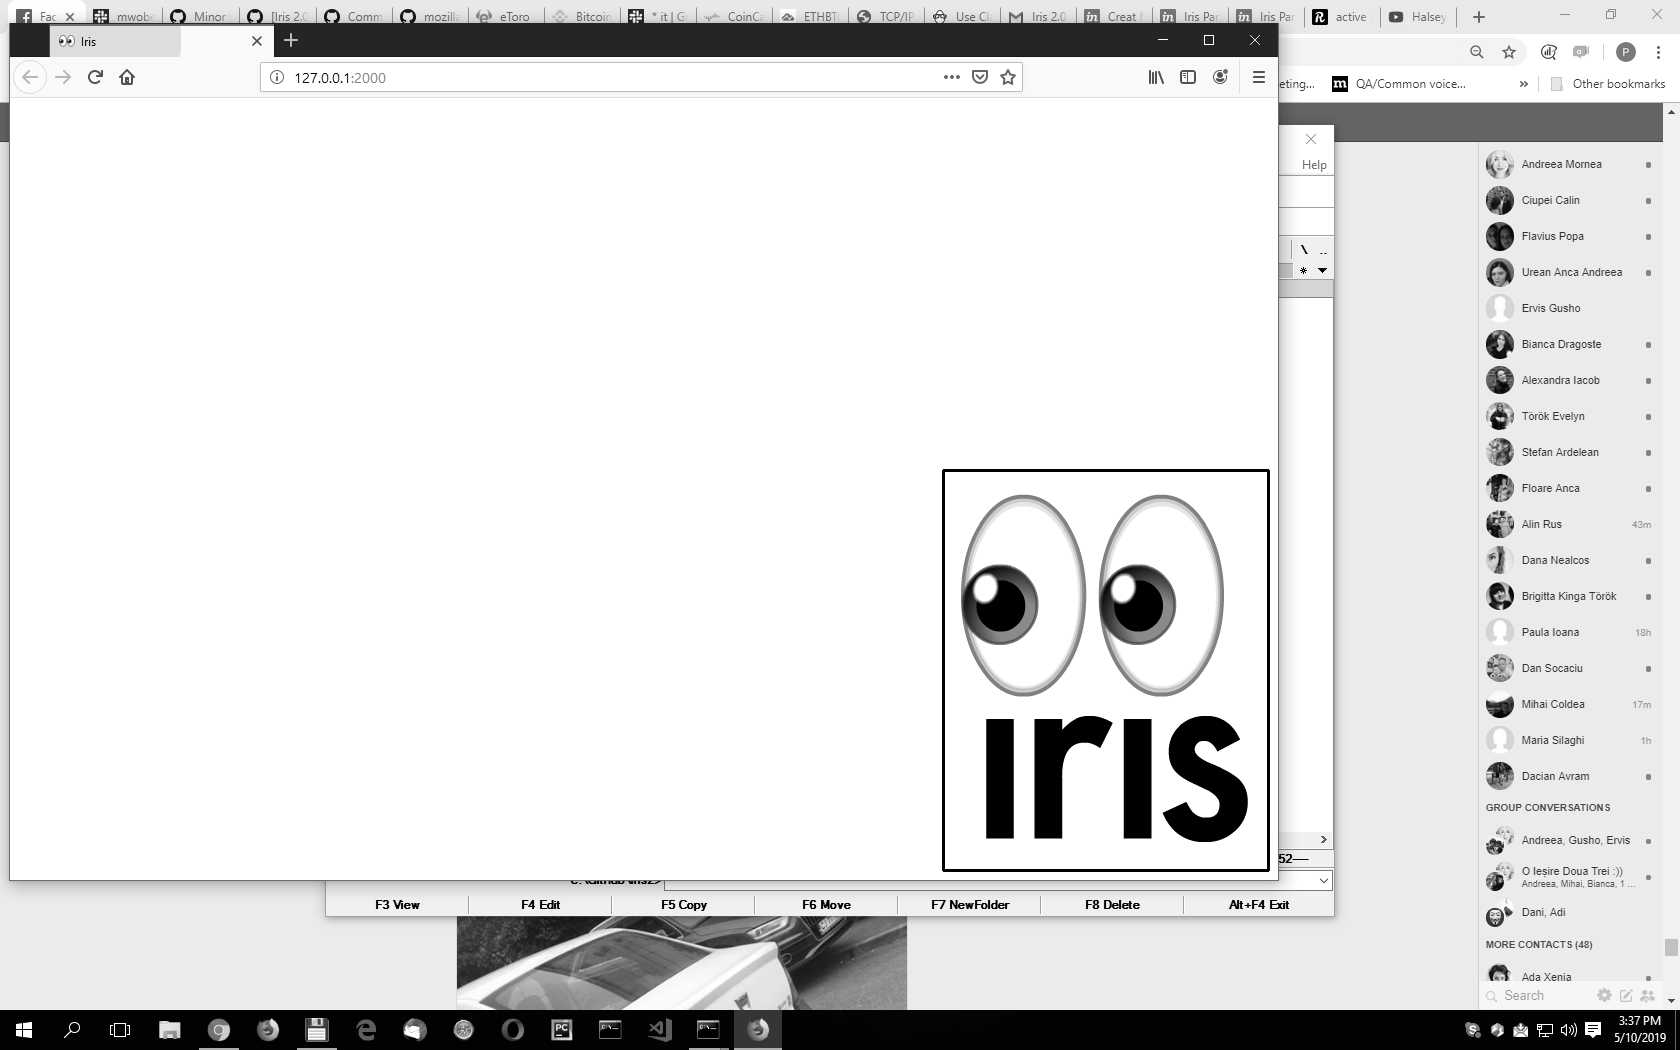 Fac
mwobe
Minor
[Iris 2.0
Comm
mozilla
eToro
Bitcoin
* it | G
CoinCa
ETHBT
TCP/IP
Use Cl
Iris 2.0
Creat
Iris Par
Iris Par
active
Halsey
Iris
127.0.0.1:2000
P
eting...
m QA/Common voice...
»
Other bookmarks
Help
\ ..
*
Andreea Mornea
Ciupei Calin
Flavius Popa
Urean Anca Andreea
Ervis Gusho
Bianca Dragoste
Alexandra Iacob
Török Evelyn
Stefan Ardelean
Floare Anca
Alin Rus 43m
Dana Nealcos
Brigitta Kinga Török
Paula Ioana 18h
Dan Socaciu
Mihai Coldea 17m
Maria Silaghi 1h
Dacian Avram
GROUP CONVERSATIONS
Andreea, Gusho, Ervis
O Ieșire Doua Trei :))
Andreea, Mihai, Bianca, 1 ...
Dani, Adi
MORE CONTACTS (48)
Ada Xenia
Search
iris
52----
F3 View
F4 Edit
F5 Copy
F6 Move
F7 NewFolder
F8 Delete
Alt+F4 Exit
PC
3:37 PM
5/10/2019